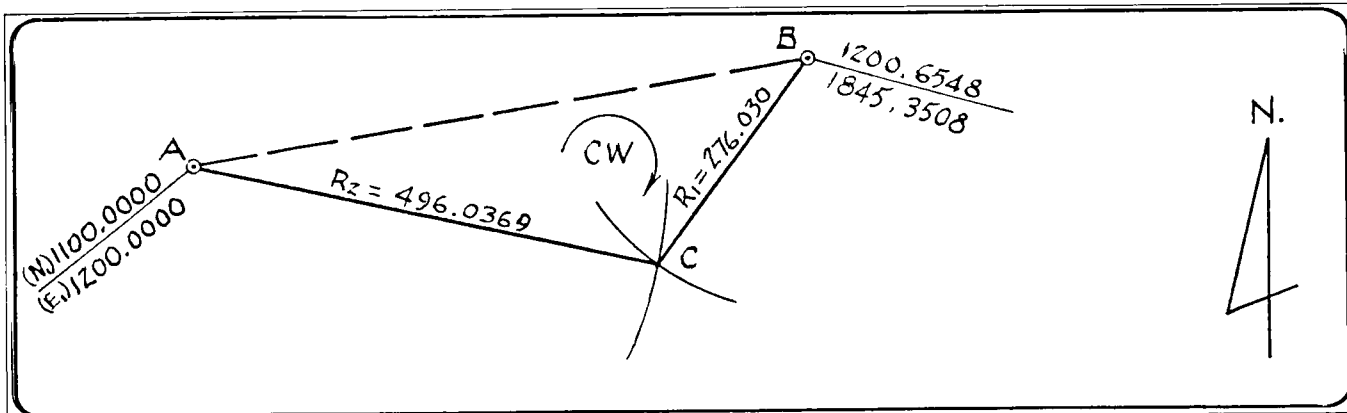 B
1200.6548
1845.3508
N.
A
CW
R₁ = 276.030
R₂ = 496.0369
(N)1100.0000
(E)1200.0000
C